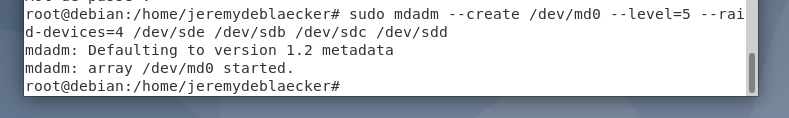 root@debian:/home/jeremydeblaecker# sudo mdadm --create /dev/md0 --level=5 --rai
d-devices=4 /dev/sde /dev/sdb /dev/sdc /dev/sdd
mdadm: Defaulting to version 1.2 metadata
mdadm: array /dev/md0 started.
root@debian:/home/jeremydeblaecker#